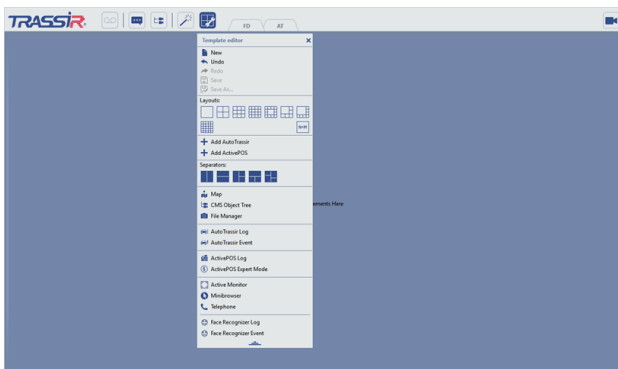 TRASSIR
FD
AT
Template editor
New
Undo
Redo
Save
Save As...
Layouts:
Add AutoTrassir
Add ActivePOS
Separators:
Map
CMS Object Tree
ements Here
File Manager
AutoTrassir Log
AutoTrassir Event
ActivePOS Log
ActivePOS Expert Mode
Active Monitor
Minibrowser
Telephone
Face Recognizer Log
Face Recognizer Event